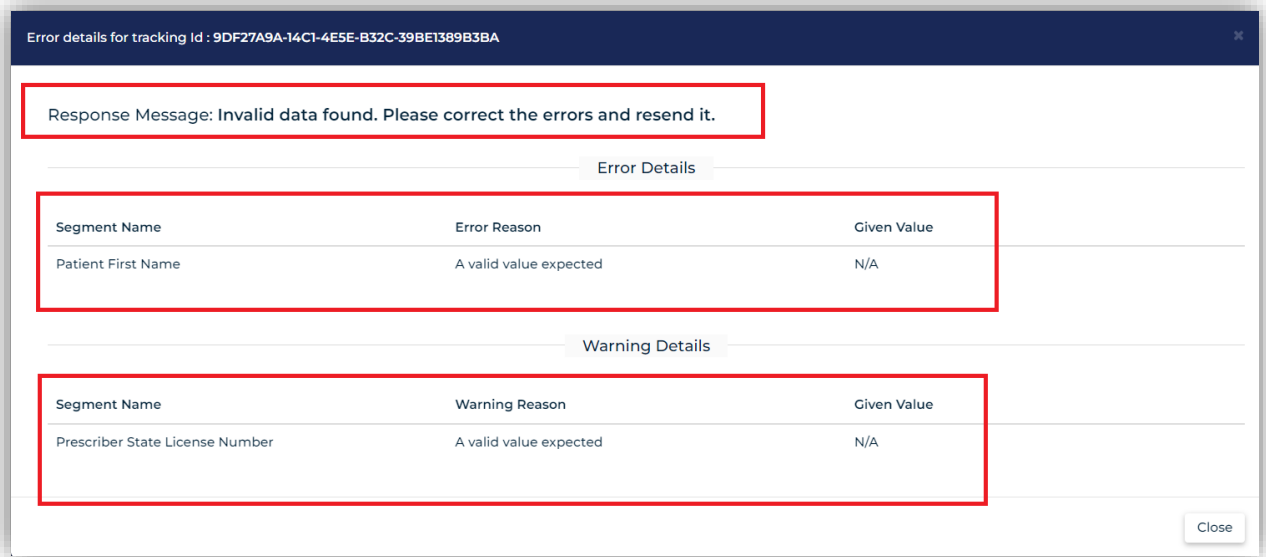 Error details for tracking Id : 9DF27A9A-14C1-4E5E-B32C-39BE1389B3BA
Response Message: Invalid data found. Please correct the errors and resend it.
Error Details
Segment Name Error Reason Given Value
Patient First Name A valid value expected N/A
Warning Details
Segment Name Warning Reason Given Value
Prescriber State License Number A valid value expected N/A
Close